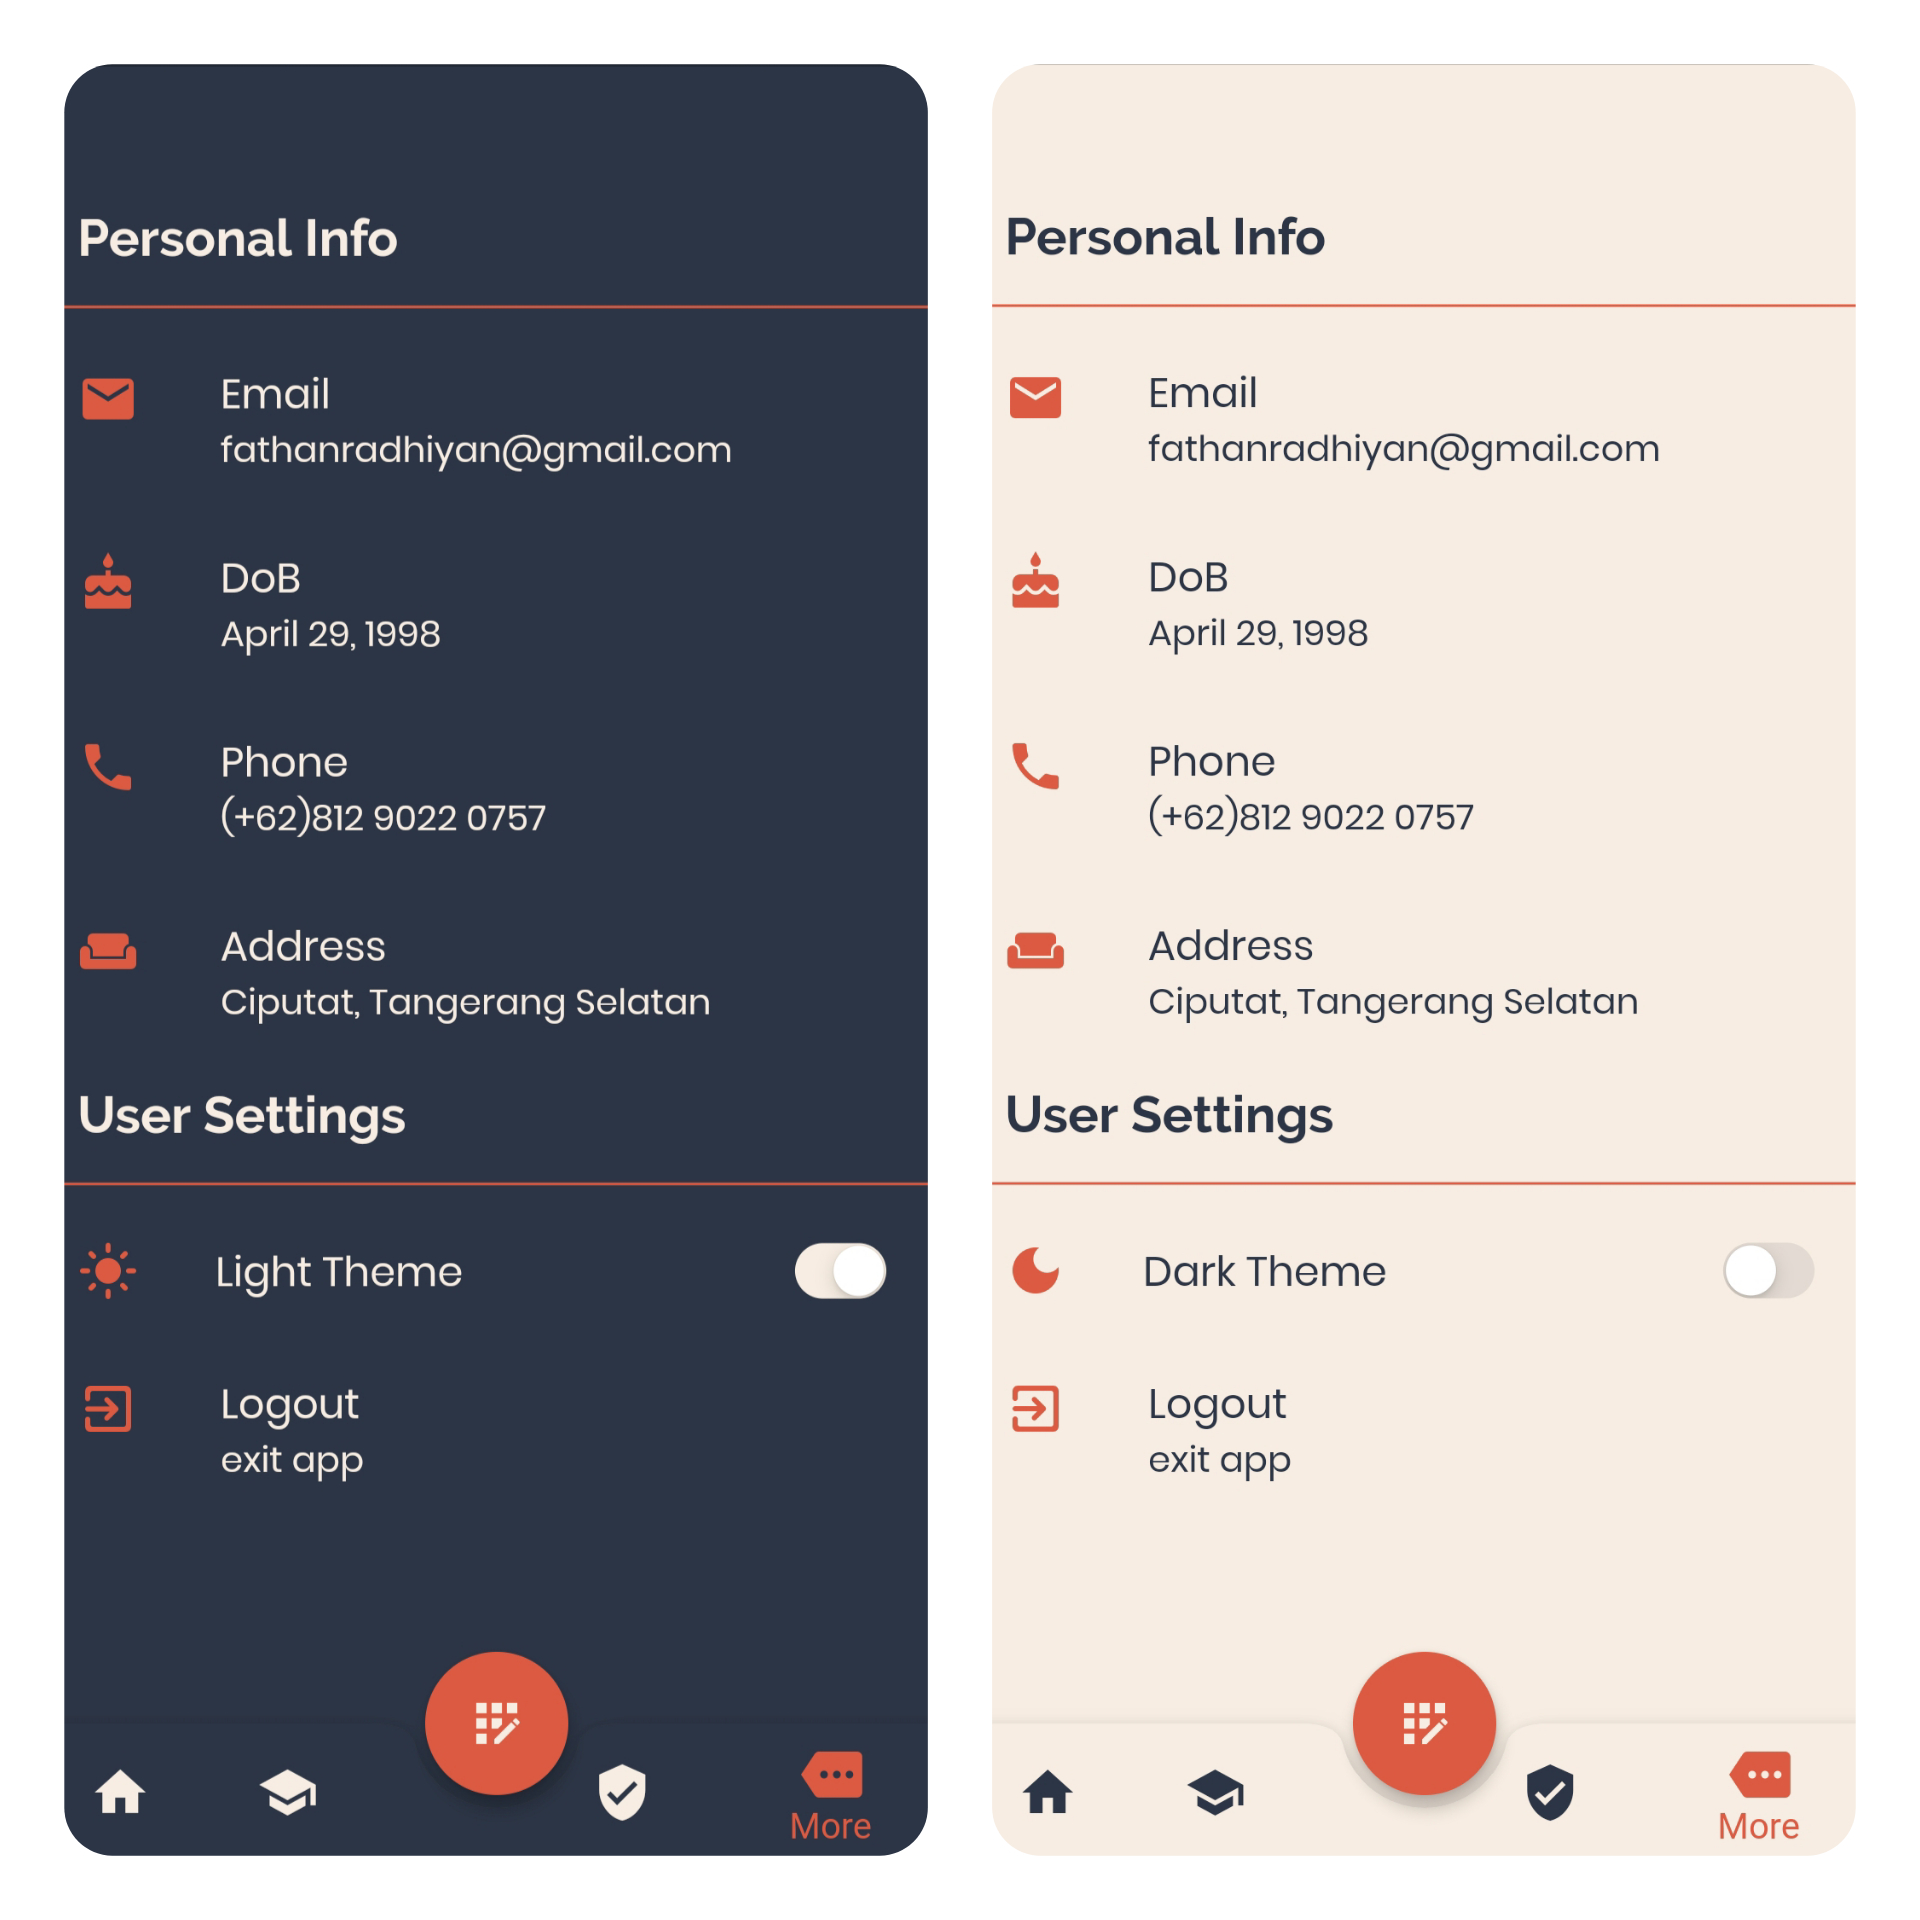 Personal Info
Email
fathanradhiyan@gmail.com
DoB
April 29, 1998
Phone
(+62)812 9022 0757
Address
Ciputat, Tangerang Selatan
User Settings
Light Theme
Logout
exit app
More
Personal Info
Email
fathanradhiyan@gmail.com
DoB
April 29, 1998
Phone
(+62)812 9022 0757
Address
Ciputat, Tangerang Selatan
User Settings
Dark Theme
Logout
exit app
More